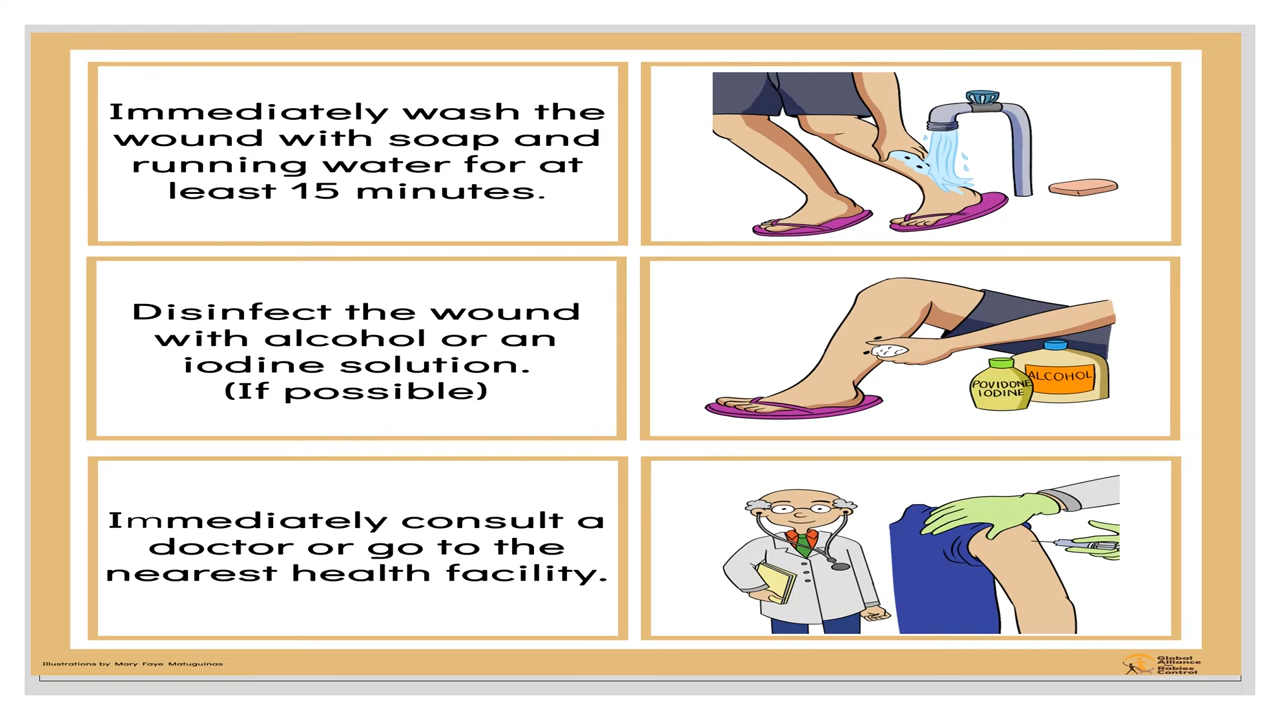 Immediately wash the
wound with soap and
running water for at
least 15 minutes.
Disinfect the wound
with alcohol or an
iodine solution.
(If possible)
POVIDONE
IODINE
ALCOHOL
Immediately consult a
doctor or go to the
nearest health facility.
Illustrations by Mary Faye Matuguinas
Global
Alliance
for
Rabies
Control